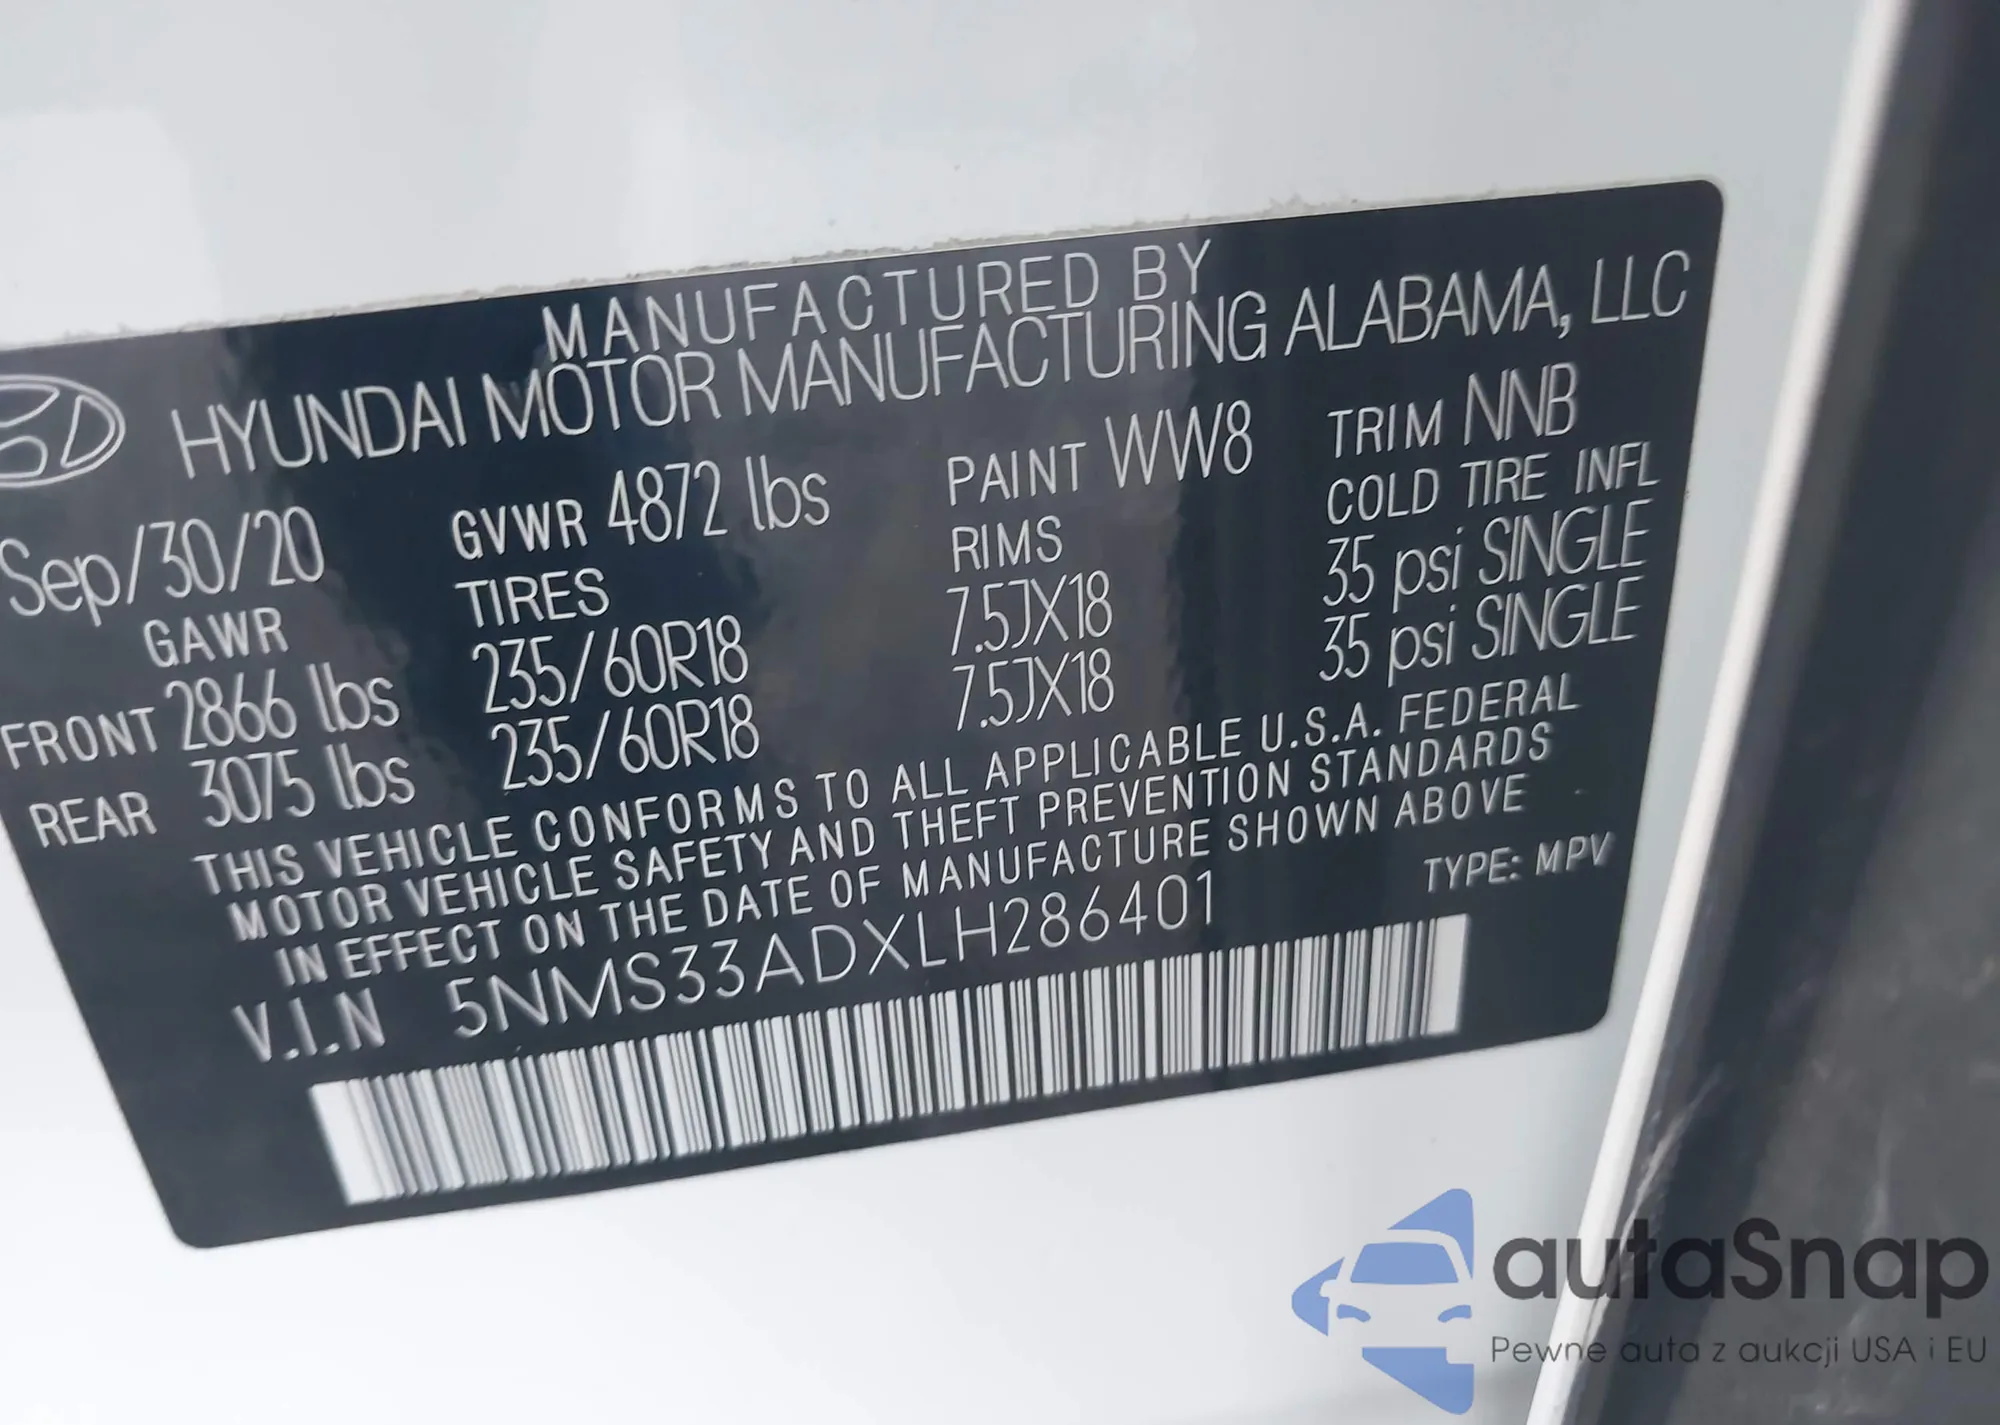 MANUFACTURED BY
HYUNDAI MOTOR MANUFACTURING ALABAMA, LLC
Sep/30/20 GVWR 4872 lbs PAINT WW8 TRIM NNB
GAWR TIRES RIMS COLD TIRE INFL
FRONT 2866 lbs 235/60R18 7.5JX18 35 psi SINGLE
REAR 3075 lbs 235/60R18 7.5JX18 35 psi SINGLE
THIS VEHICLE CONFORMS TO ALL APPLICABLE U.S.A. FEDERAL
MOTOR VEHICLE SAFETY AND THEFT PREVENTION STANDARDS
IN EFFECT ON THE DATE OF MANUFACTURE SHOWN ABOVE
V.I.N 5NMS33ADXLH286401 TYPE: MPV
autaSnap
Pewne auta z aukcji USA i EU